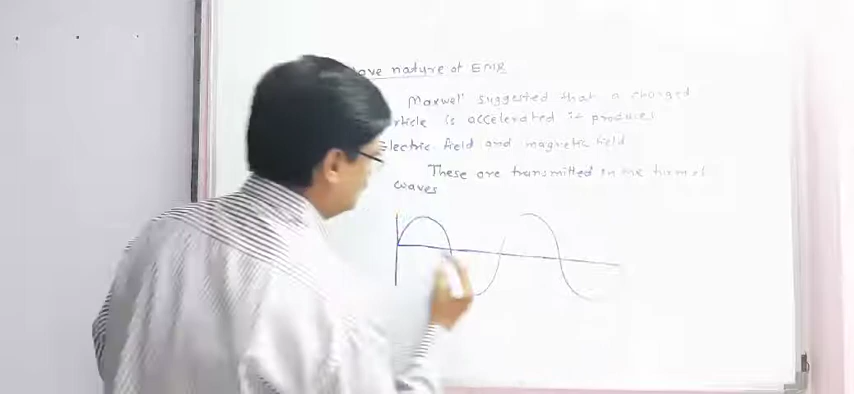 ove nature of EMR
Maxwell suggested that a charged
rticle is accelerated it produces
Electric field and magnetic field
These are transmitted in the form of
waves